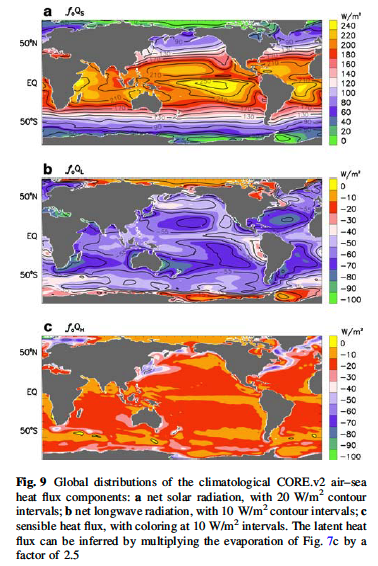 a f₀Qₛ W/m²
50°N
EQ
50°S
240
220
200
180
160
140
120
100
80
60
40
20
0
b f₀Q_L W/m²
50°N
EQ
50°S
0
−10
−20
−30
−40
−50
−60
−70
−80
−90
−100
c f₀Q_H W/m²
50°N
EQ
50°S
0
−10
−20
−30
−40
−50
−60
−70
−80
−90
−100
Fig. 9 Global distributions of the climatological CORE.v2 air–sea
heat flux components: a net solar radiation, with 20 W/m² contour
intervals; b net longwave radiation, with 10 W/m² contour intervals; c
sensible heat flux, with coloring at 10 W/m² intervals. The latent heat
flux can be inferred by multiplying the evaporation of Fig. 7c by a
factor of 2.5